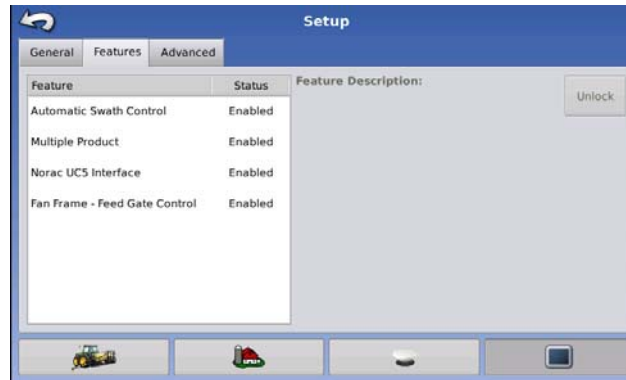 Setup
General Features Advanced
Feature Status Feature Description: Unlock
Automatic Swath Control Enabled
Multiple Product Enabled
Norac UC5 Interface Enabled
Fan Frame - Feed Gate Control Enabled